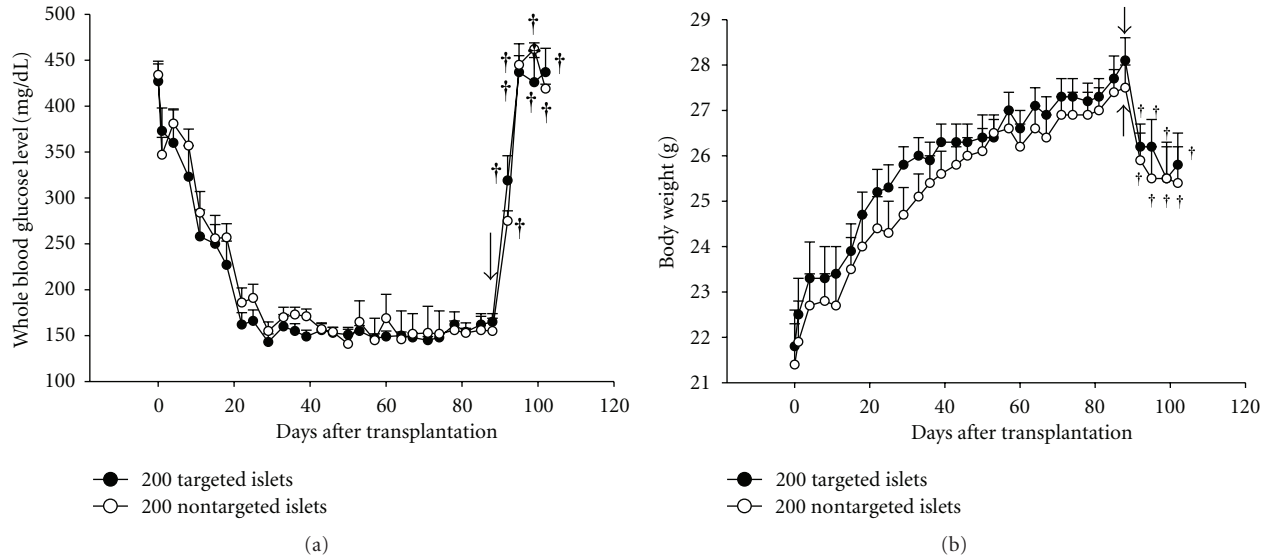 500
450
400
350
300
250
200
150
100
Whole blood glucose level (mg/dL)
† † † † † † † † †
0 20 40 60 80 100 120
Days after transplantation
200 targeted islets
200 nontargeted islets
(a)
29
28
27
26
25
24
23
22
21
Body weight (g)
† † † † † † † †
0 20 40 60 80 100 120
Days after transplantation
200 targeted islets
200 nontargeted islets
(b)